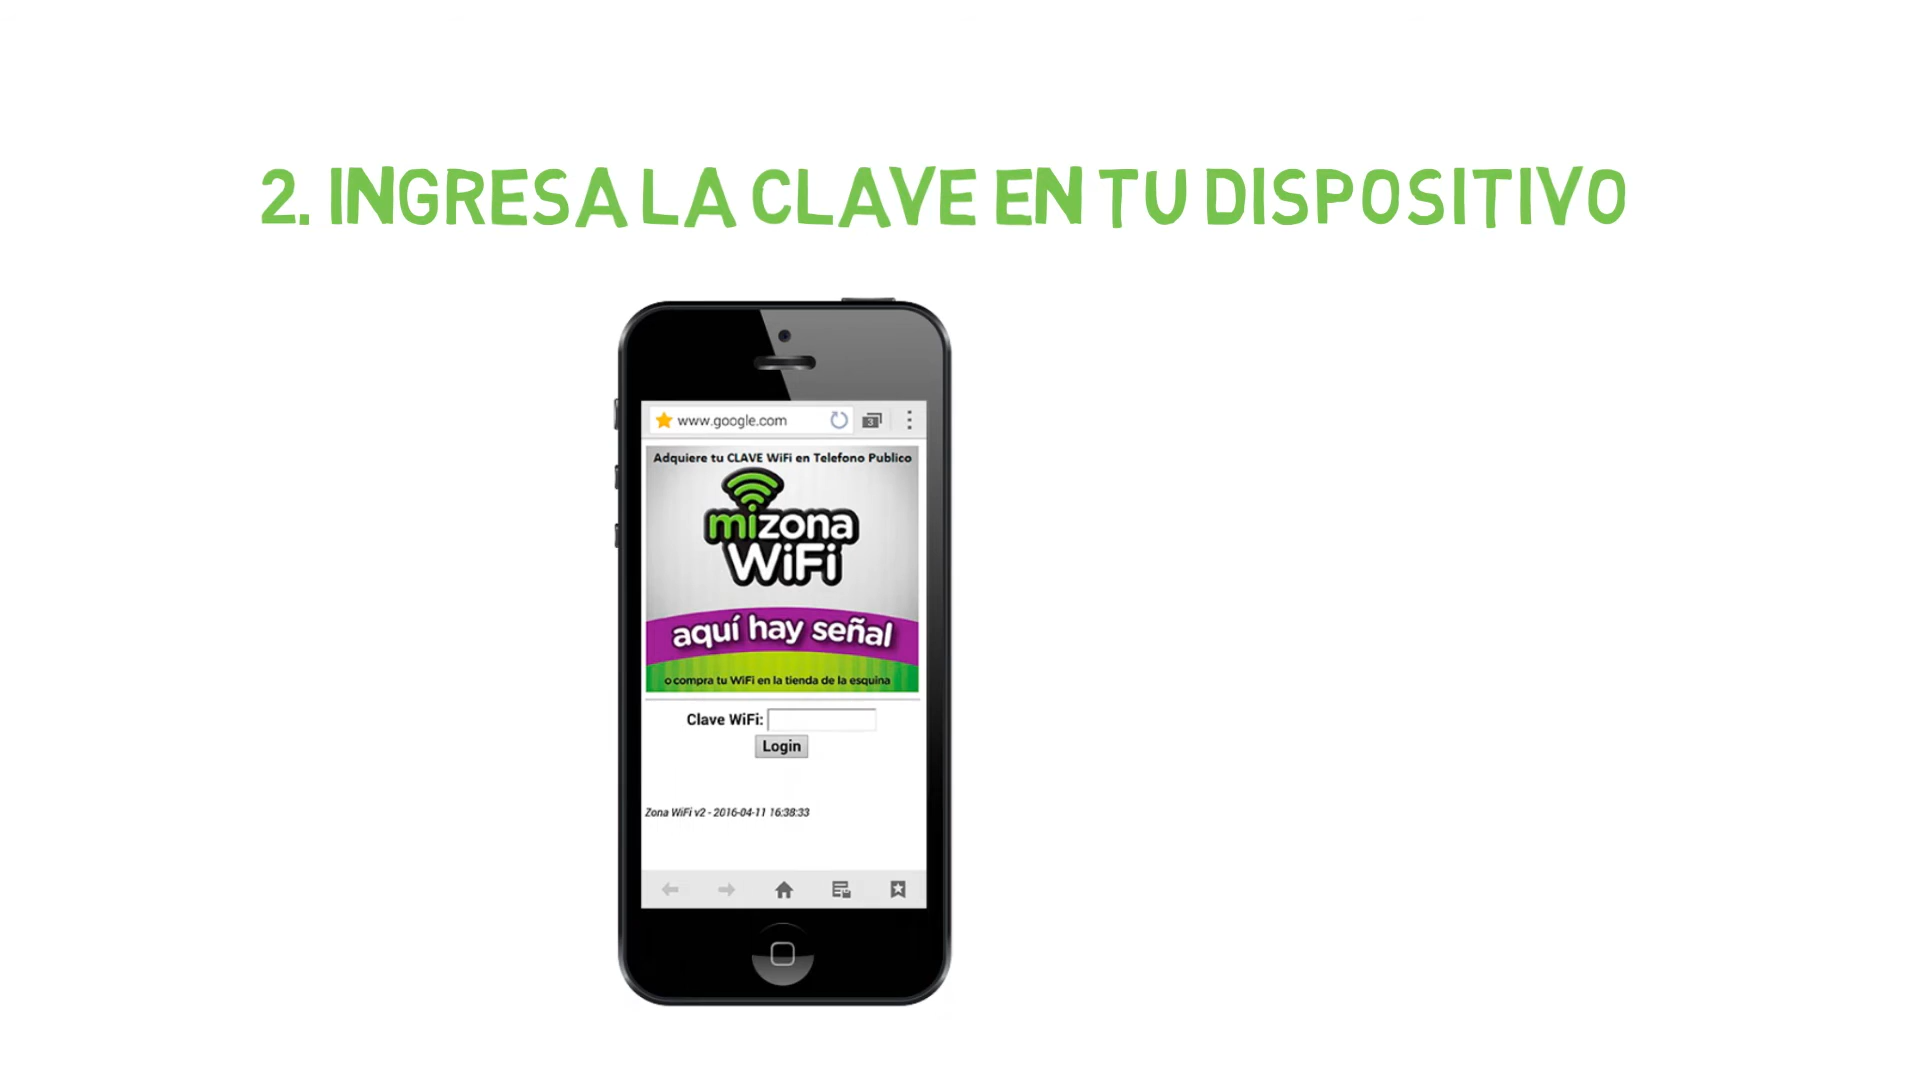 2. INGRESA LA CLAVE EN TU DISPOSITIVO
www.google.com
3
Adquiere tu CLAVE WiFi en Telefono Publico
mizona
WiFi
aquí hay señal
o compra tu WiFi en la tienda de la esquina
Clave WiFi:
Login
Zona WiFi v2 - 2016-04-11 16:38:33